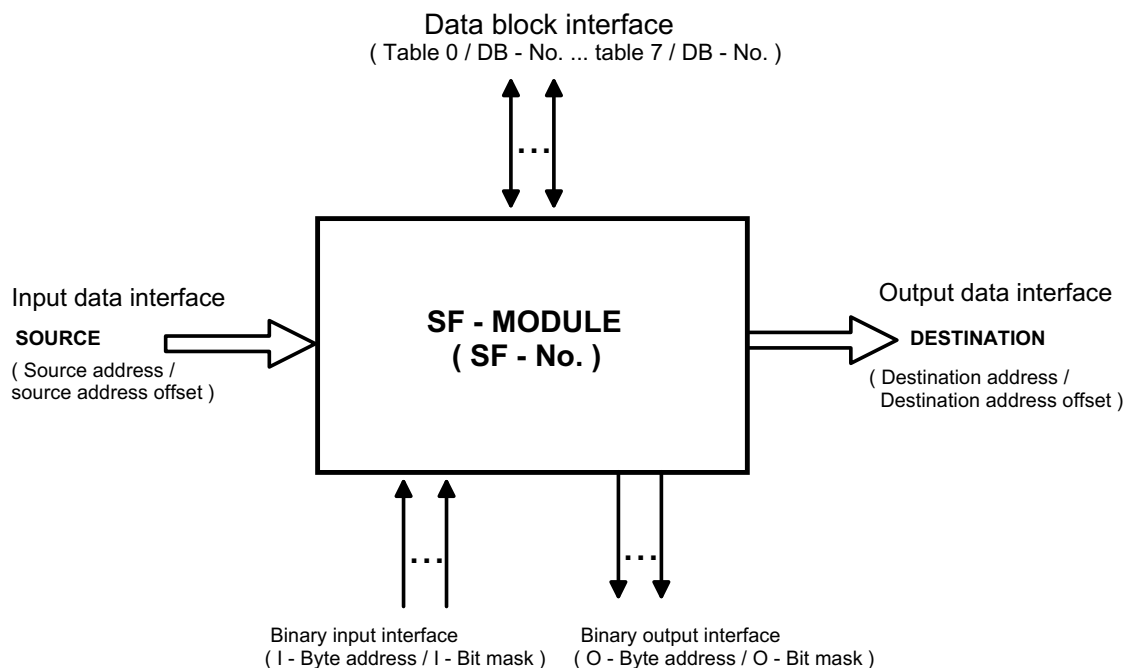 Data block interface
( Table 0 / DB - No. ... table 7 / DB - No. )
...
Input data interface
SOURCE
( Source address /
source address offset )
SF - MODULE
( SF - No. )
Output data interface
DESTINATION
( Destination address /
Destination address offset )
...
...
Binary input interface
( I - Byte address / I - Bit mask )
Binary output interface
( O - Byte address / O - Bit mask )